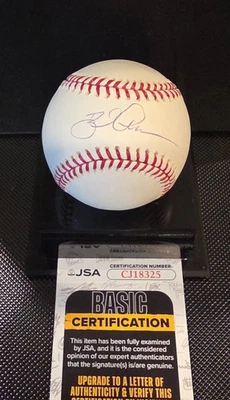 JSA CERTIFICATION NUMBER
CJ18325
BASIC
CERTIFICATION
This item has been fully examined
by JSA, and it is the considered
opinion of our expert authenticators
that the signature(s) is/are genuine.
UPGRADE TO A LETTER OF
AUTHENTICITY & VERIFY THIS